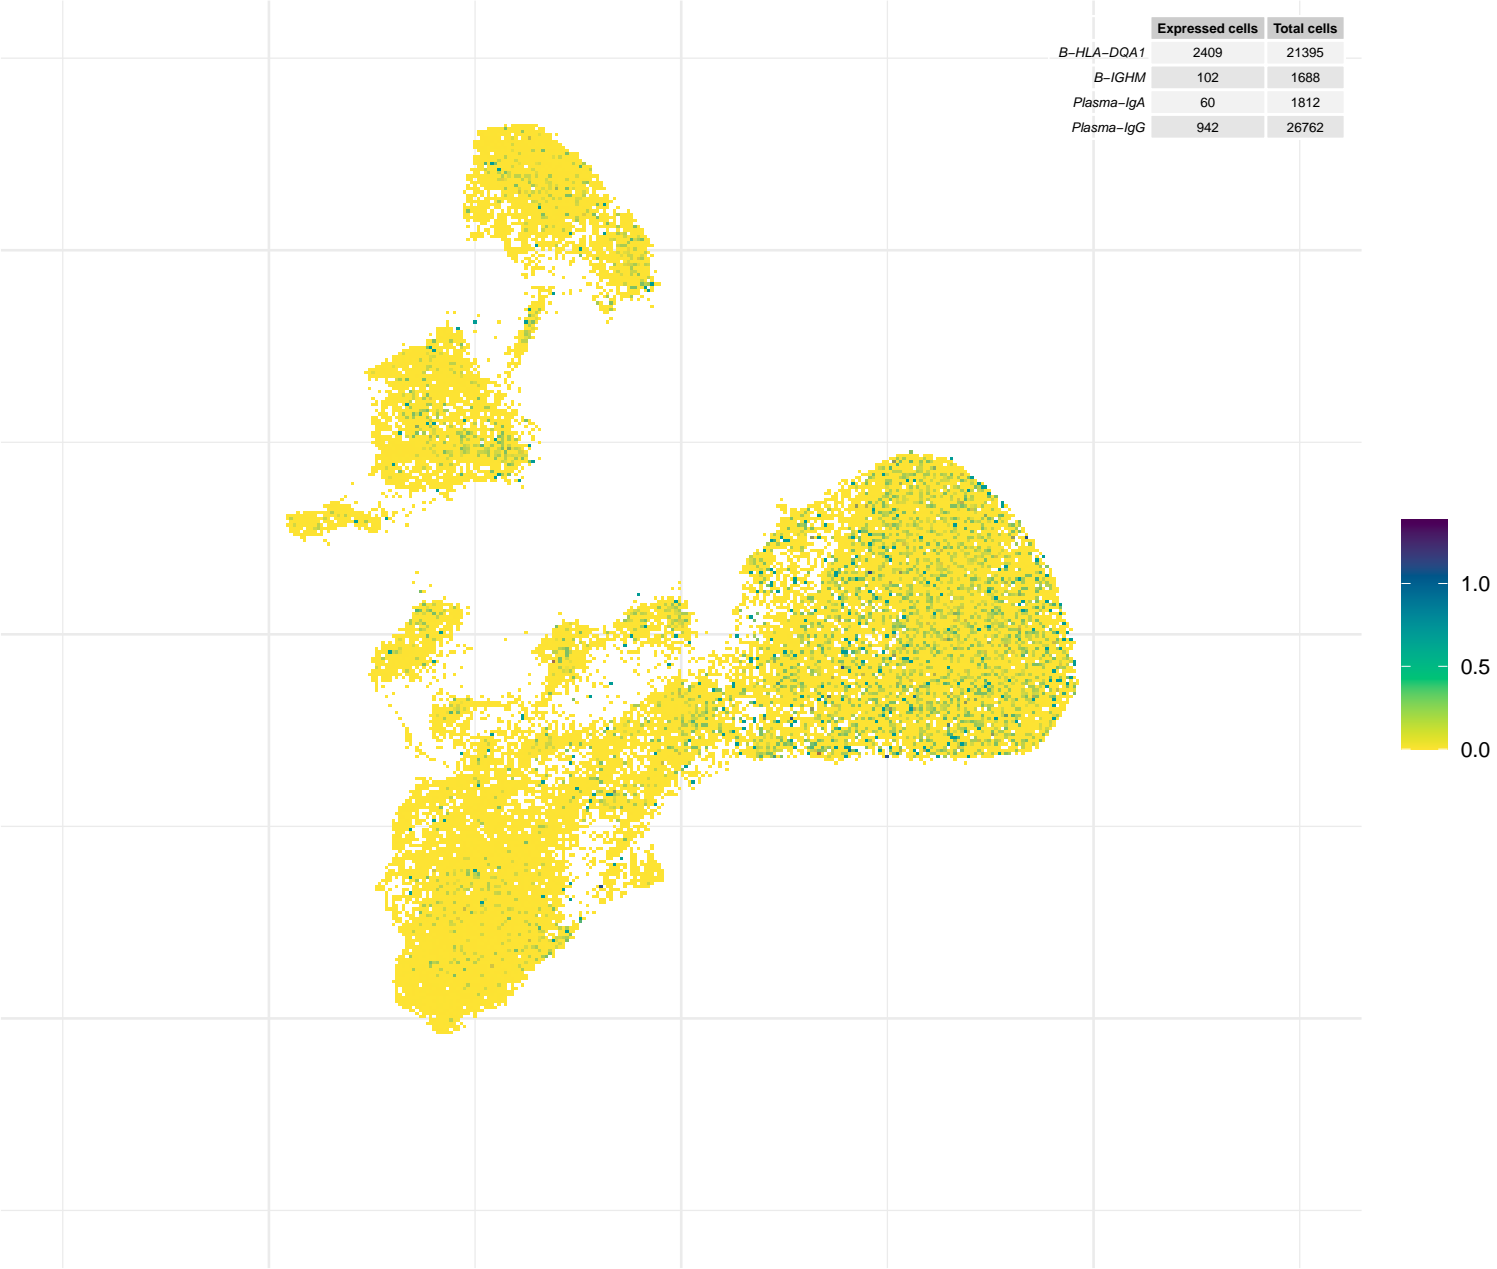 Expressed cells Total cells
B−HLA−DQA1 2409 21395
B−IGHM 102 1688
Plasma−IgA 60 1812
Plasma−IgG 942 26762
1.0
0.5
0.0